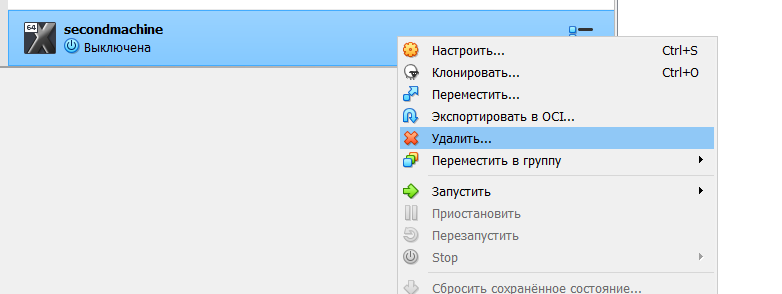 64
secondmachine
Выключена
Настроить... Ctrl+S
Клонировать... Ctrl+O
Переместить...
Экспортировать в OCI...
Удалить...
Переместить в группу
Запустить
Приостановить
Перезапустить
Stop
Сбросить сохранённое состояние...